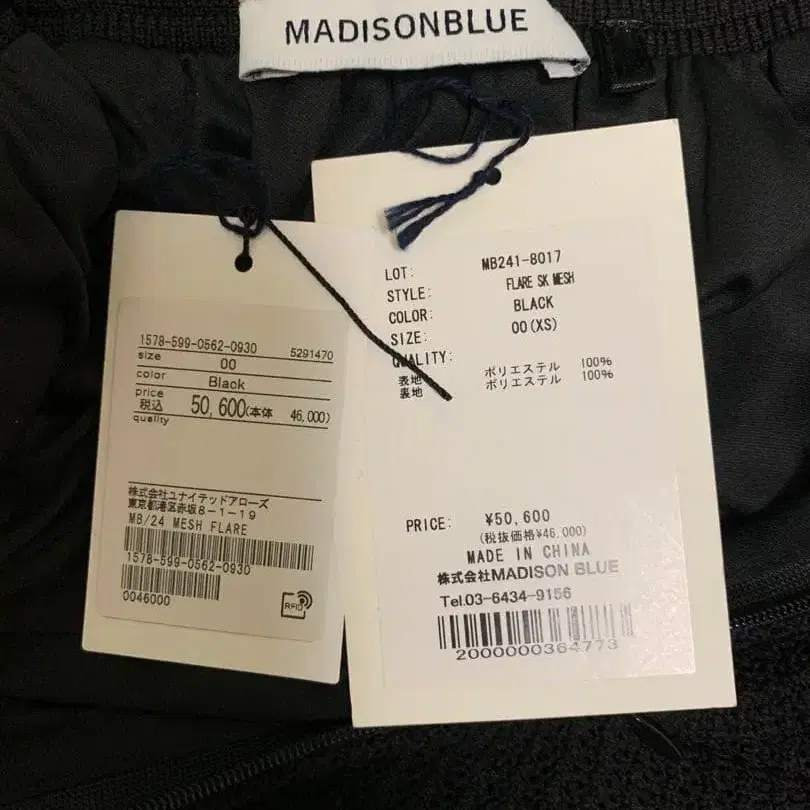 MADISONBLUE
1578-599-0562-0930 5291470
size 00
color Black
price
税込 50,600(本体 46,000)
quality
株式会社ユナイテッドアローズ
東京都港区赤坂8-1-19
MB/24 MESH FLARE
1578-599-0562-0930
0046000
RFID
LOT: MB241-8017
STYLE: FLARE SK MESH
COLOR: BLACK
SIZE: 00(XS)
QUALITY:
表地 ポリエステル 100%
裏地 ポリエステル 100%
PRICE: ¥50,600
(税抜価格¥46,000)
MADE IN CHINA
株式会社MADISON BLUE
Tel.03-6434-9156
2000000364773